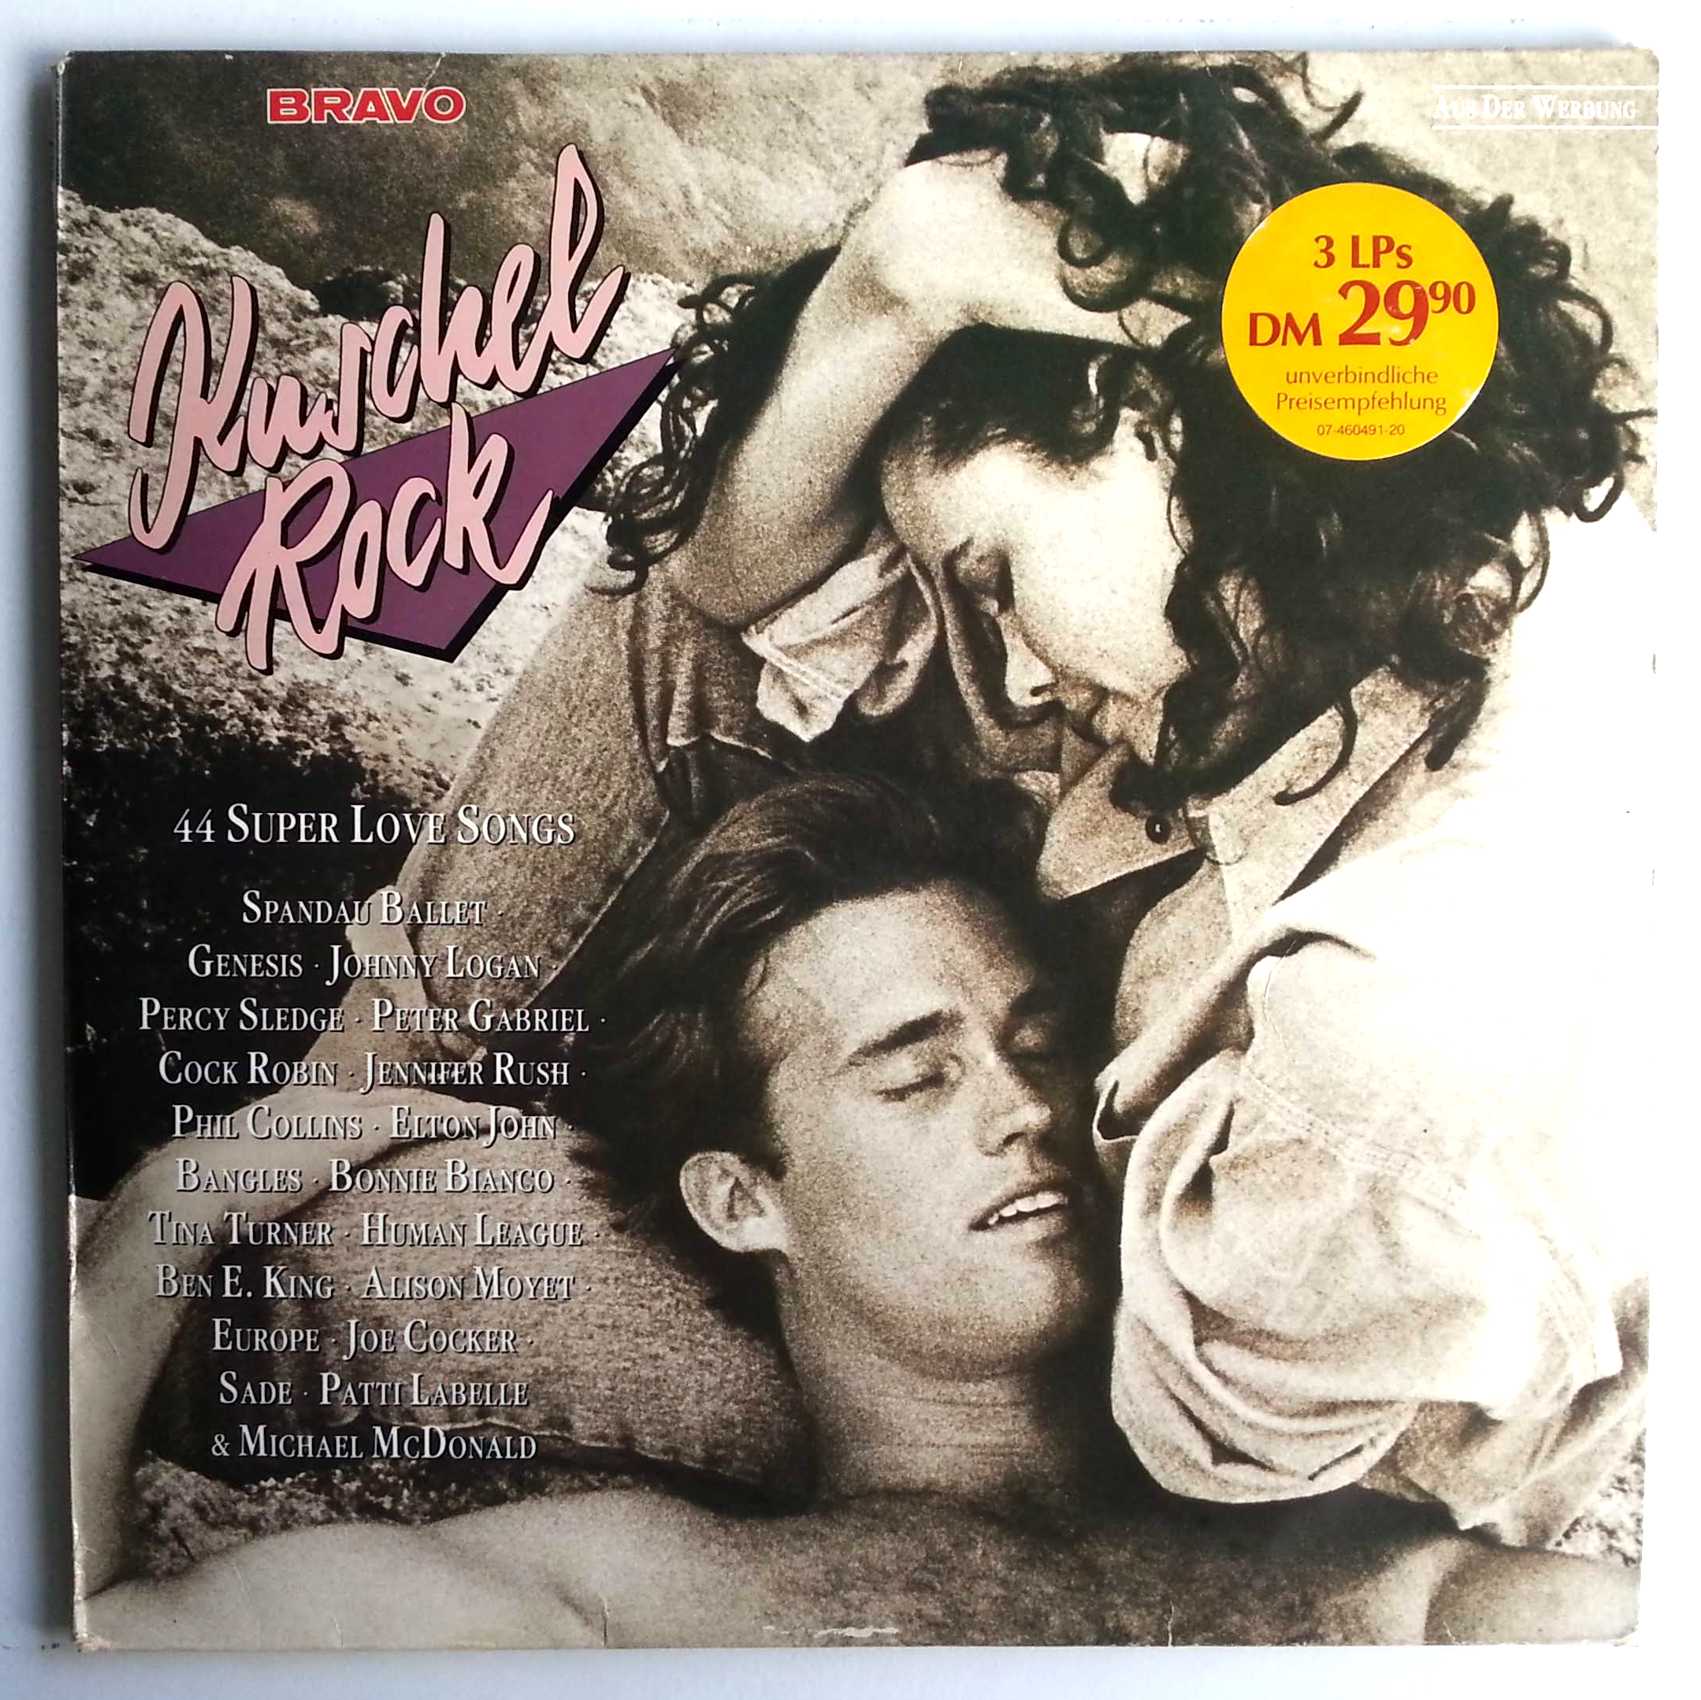 BRAVO
AUS DER WERBUNG
Kuschel
Rock
3 LPs
DM 29⁹⁰
unverbindliche
Preisempfehlung
07-460491-20
44 SUPER LOVE SONGS
SPANDAU BALLET ·
GENESIS · JOHNNY LOGAN ·
PERCY SLEDGE · PETER GABRIEL ·
COCK ROBIN · JENNIFER RUSH ·
PHIL COLLINS · ELTON JOHN ·
BANGLES · BONNIE BIANCO ·
TINA TURNER · HUMAN LEAGUE ·
BEN E. KING · ALISON MOYET ·
EUROPE · JOE COCKER ·
SADE · PATTI LABELLE
& MICHAEL MCDONALD